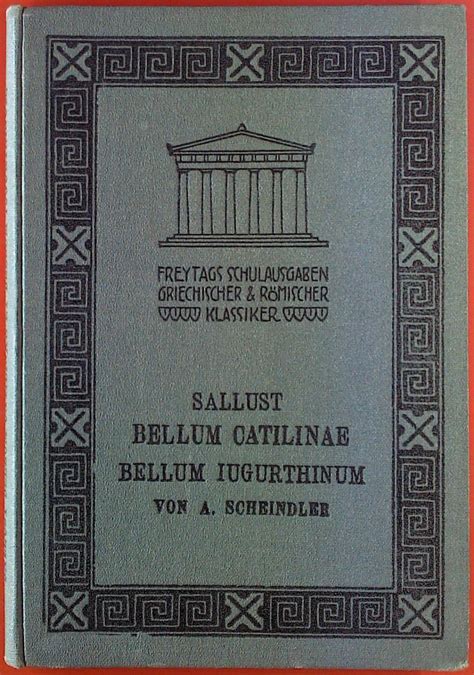 FREYTAGS SCHULAUSGABEN
GRIECHISCHER & RÖMISCHER
KLASSIKER
SALLUST
BELLUM CATILINAE
BELLUM IUGURTHINUM
VON A. SCHEINDLER